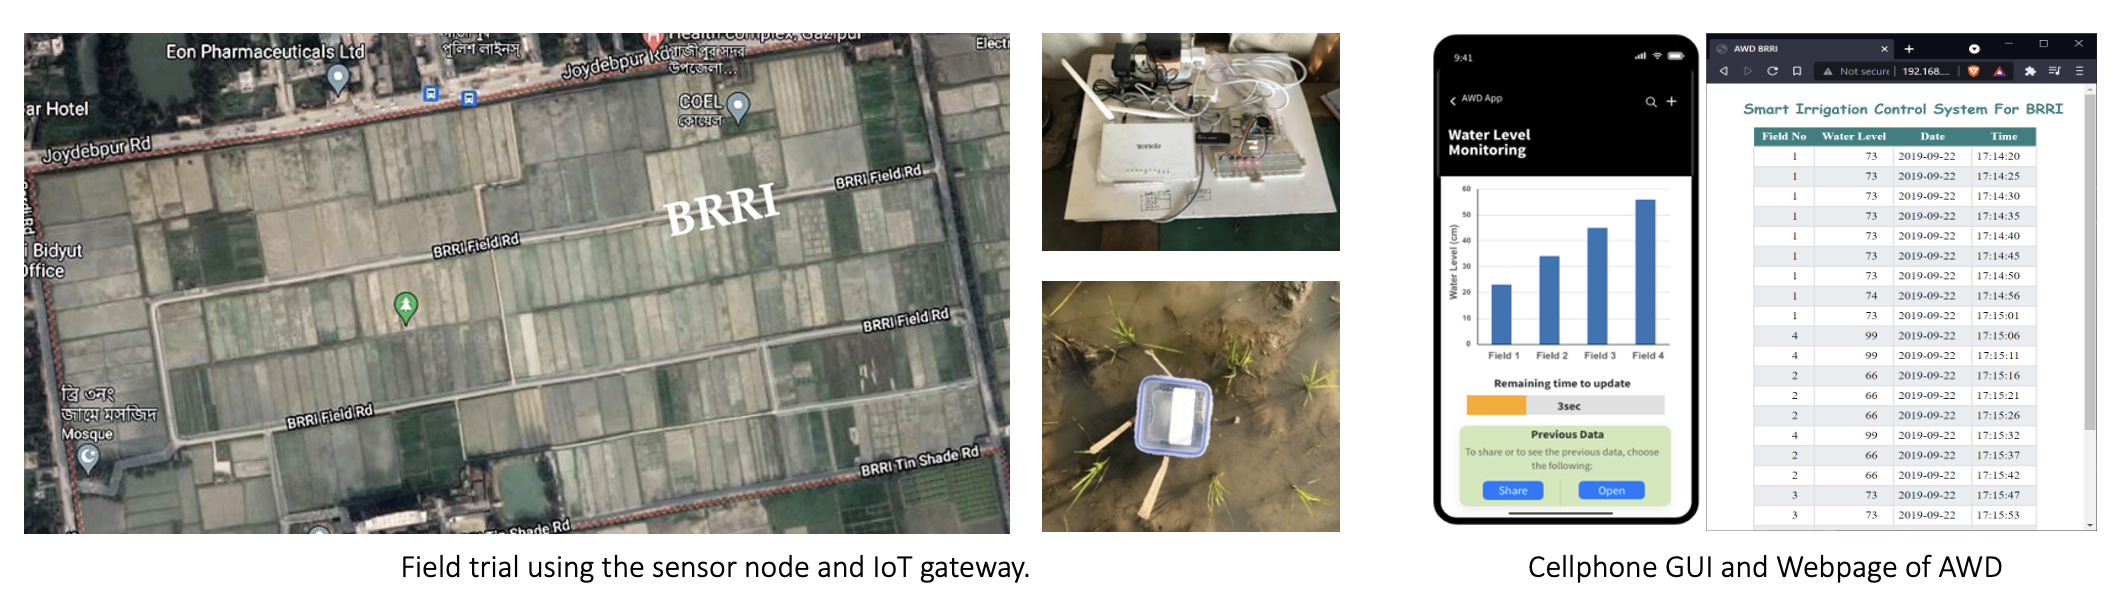 Eon Pharmaceuticals Ltd
পুলিশ লাইনস্
Health Complex, Gazipur
গাজীপুর সদর
উপজেলা...
Electr
ar Hotel
Joydebpur Rd
Joydebpur Rd
COEL
কোয়েল
BRRI
BRRI Field Rd
BRRI Field Rd
i Bidyut
Office
BRRI Field Rd
BRRI Field Rd
ব্রি ৩নং
জামে মসজিদ
Mosque
BRRI Tin Shade Rd
Tin Shade Rd
Tenda
Field trial using the sensor node and IoT gateway.
9:41
AWD App
Water Level
Monitoring
Water Level (cm)
60
50
40
30
20
10
0
Field 1 Field 2 Field 3 Field 4
Remaining time to update
3sec
Previous Data
To share or to see the previous data, choose
the following:
Share Open
AWD BRRI
Not secure 192.168....
Smart Irrigation Control System For BRRI
Field No Water Level Date Time
1 73 2019-09-22 17:14:20
1 73 2019-09-22 17:14:25
1 73 2019-09-22 17:14:30
1 73 2019-09-22 17:14:35
1 73 2019-09-22 17:14:40
1 73 2019-09-22 17:14:45
1 73 2019-09-22 17:14:50
1 74 2019-09-22 17:14:56
1 73 2019-09-22 17:15:01
4 99 2019-09-22 17:15:06
4 99 2019-09-22 17:15:11
2 66 2019-09-22 17:15:16
2 66 2019-09-22 17:15:21
2 66 2019-09-22 17:15:26
4 99 2019-09-22 17:15:32
2 66 2019-09-22 17:15:37
2 66 2019-09-22 17:15:42
3 73 2019-09-22 17:15:47
3 73 2019-09-22 17:15:53
Cellphone GUI and Webpage of AWD